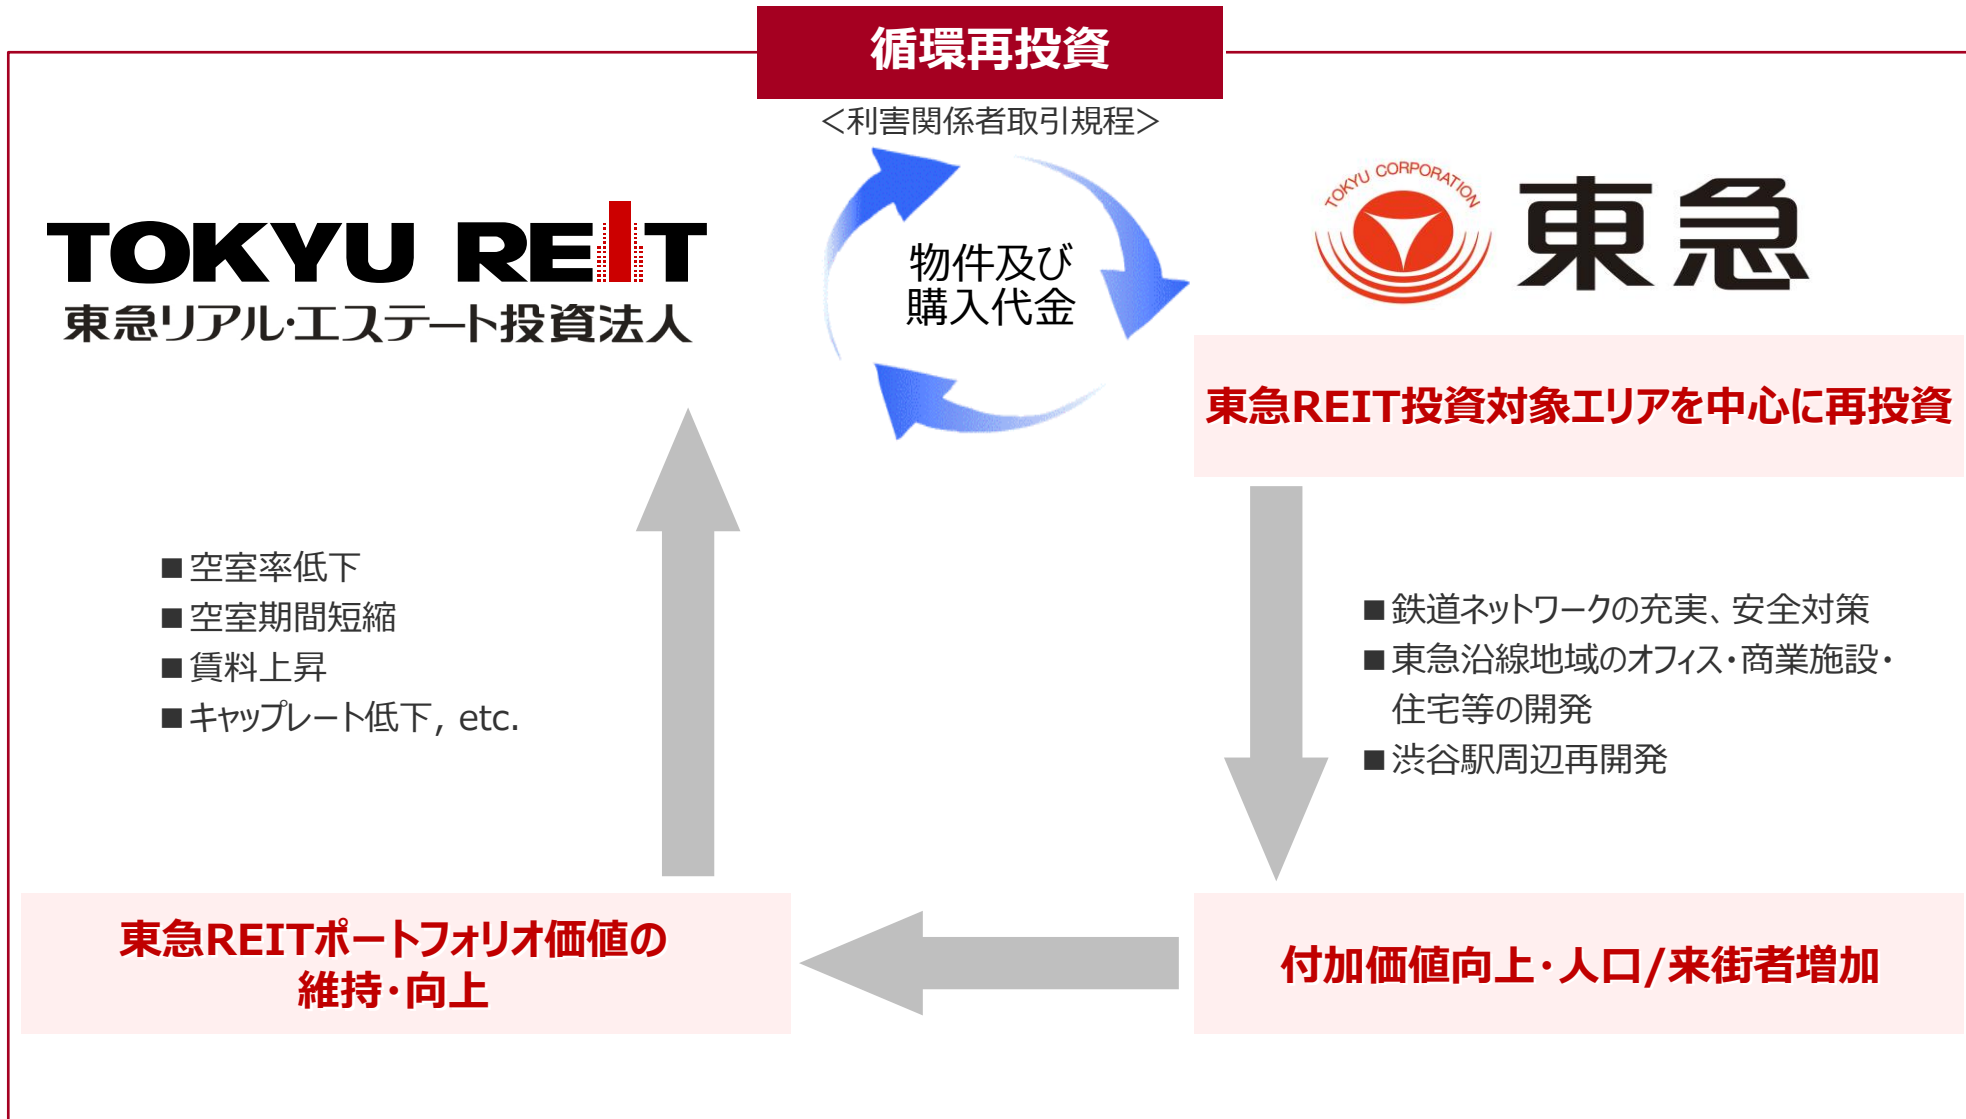 循環再投資
＜利害関係者取引規程＞
TOKYU REIT
東急リアル・エステート投資法人
物件及び
購入代金
TOKYU CORPORATION
東急
東急REIT投資対象エリアを中心に再投資
■空室率低下
■空室期間短縮
■賃料上昇
■キャップレート低下, etc.
■鉄道ネットワークの充実、安全対策
■東急沿線地域のオフィス・商業施設・
住宅等の開発
■渋谷駅周辺再開発
東急REITポートフォリオ価値の
維持・向上
付加価値向上・人口/来街者増加